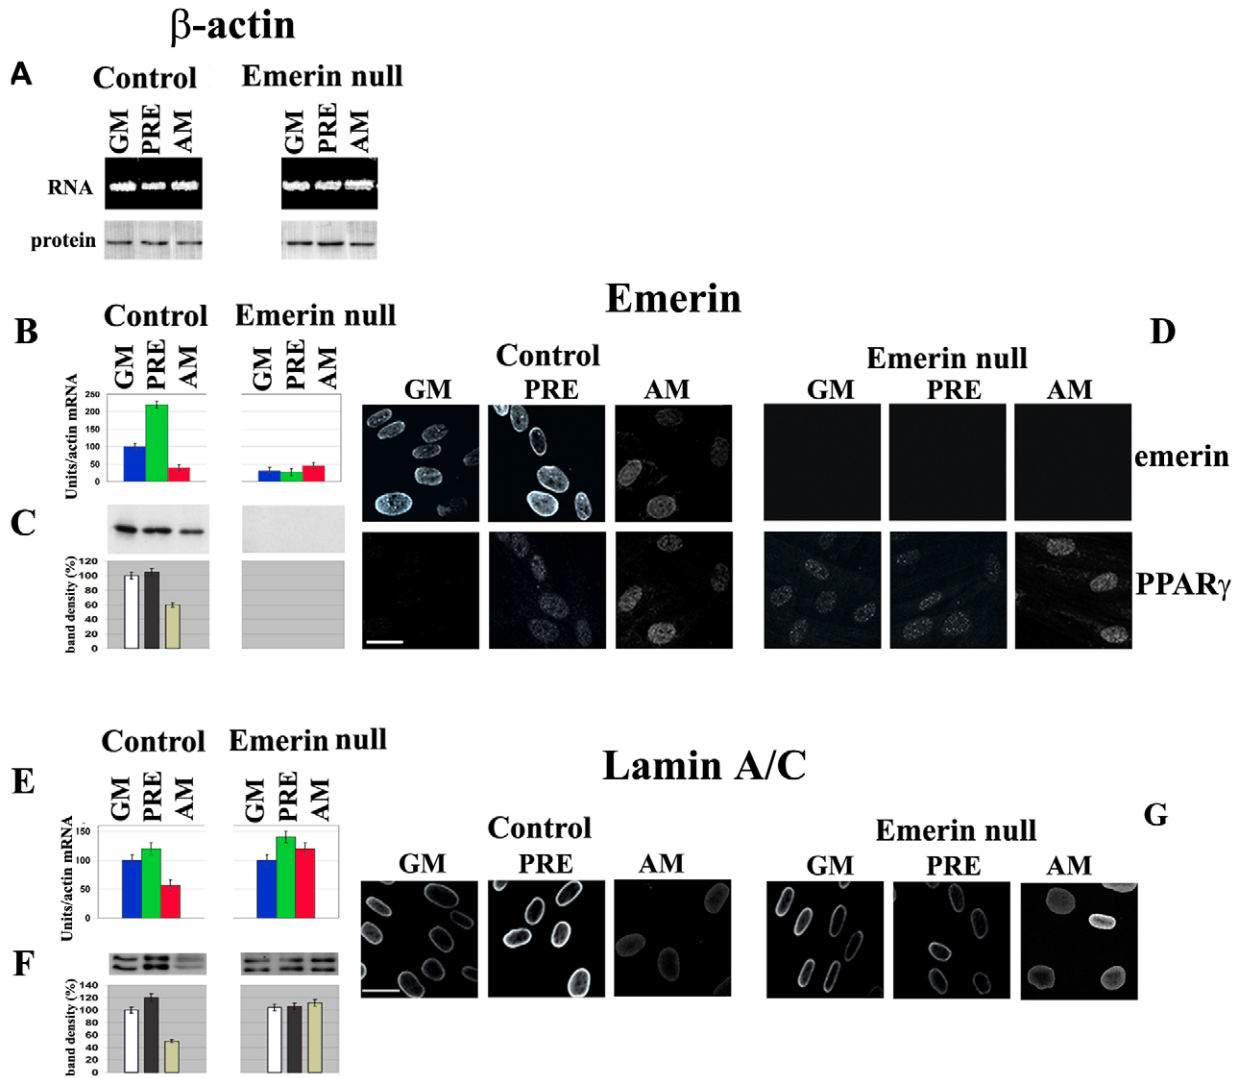 β-actin
A
Control Emerin null
GM PRE AM GM PRE AM
RNA
protein
Emerin
B Control Emerin null D
GM PRE AM GM PRE AM
Control Emerin null
GM PRE AM GM PRE AM
Units/actin mRNA
250
200
150
100
50
0
emerin
C
band density (%)
120
100
80
60
40
20
0
PPARγ
Control Emerin null
Lamin A/C
E
GM PRE AM GM PRE AM
G
Control Emerin null
GM PRE AM GM PRE AM
Units/actin mRNA
150
100
50
0
F
band density (%)
140
120
100
80
60
40
20
0